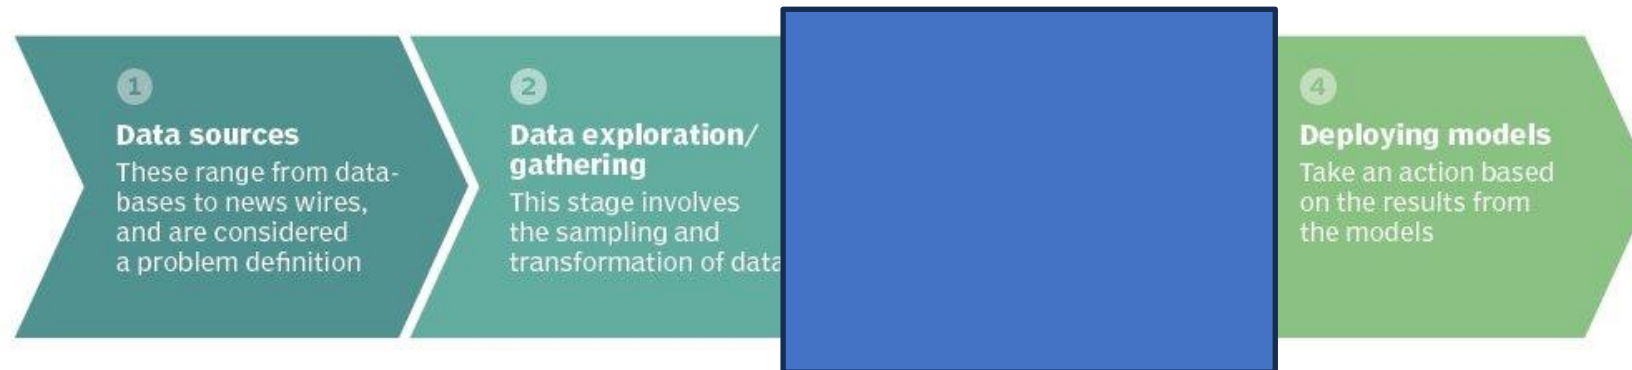 1
Data sources
These range from data-
bases to news wires,
and are considered
a problem definition
2
Data exploration/
gathering
This stage involves
the sampling and
transformation of data
4
Deploying models
Take an action based
on the results from
the models